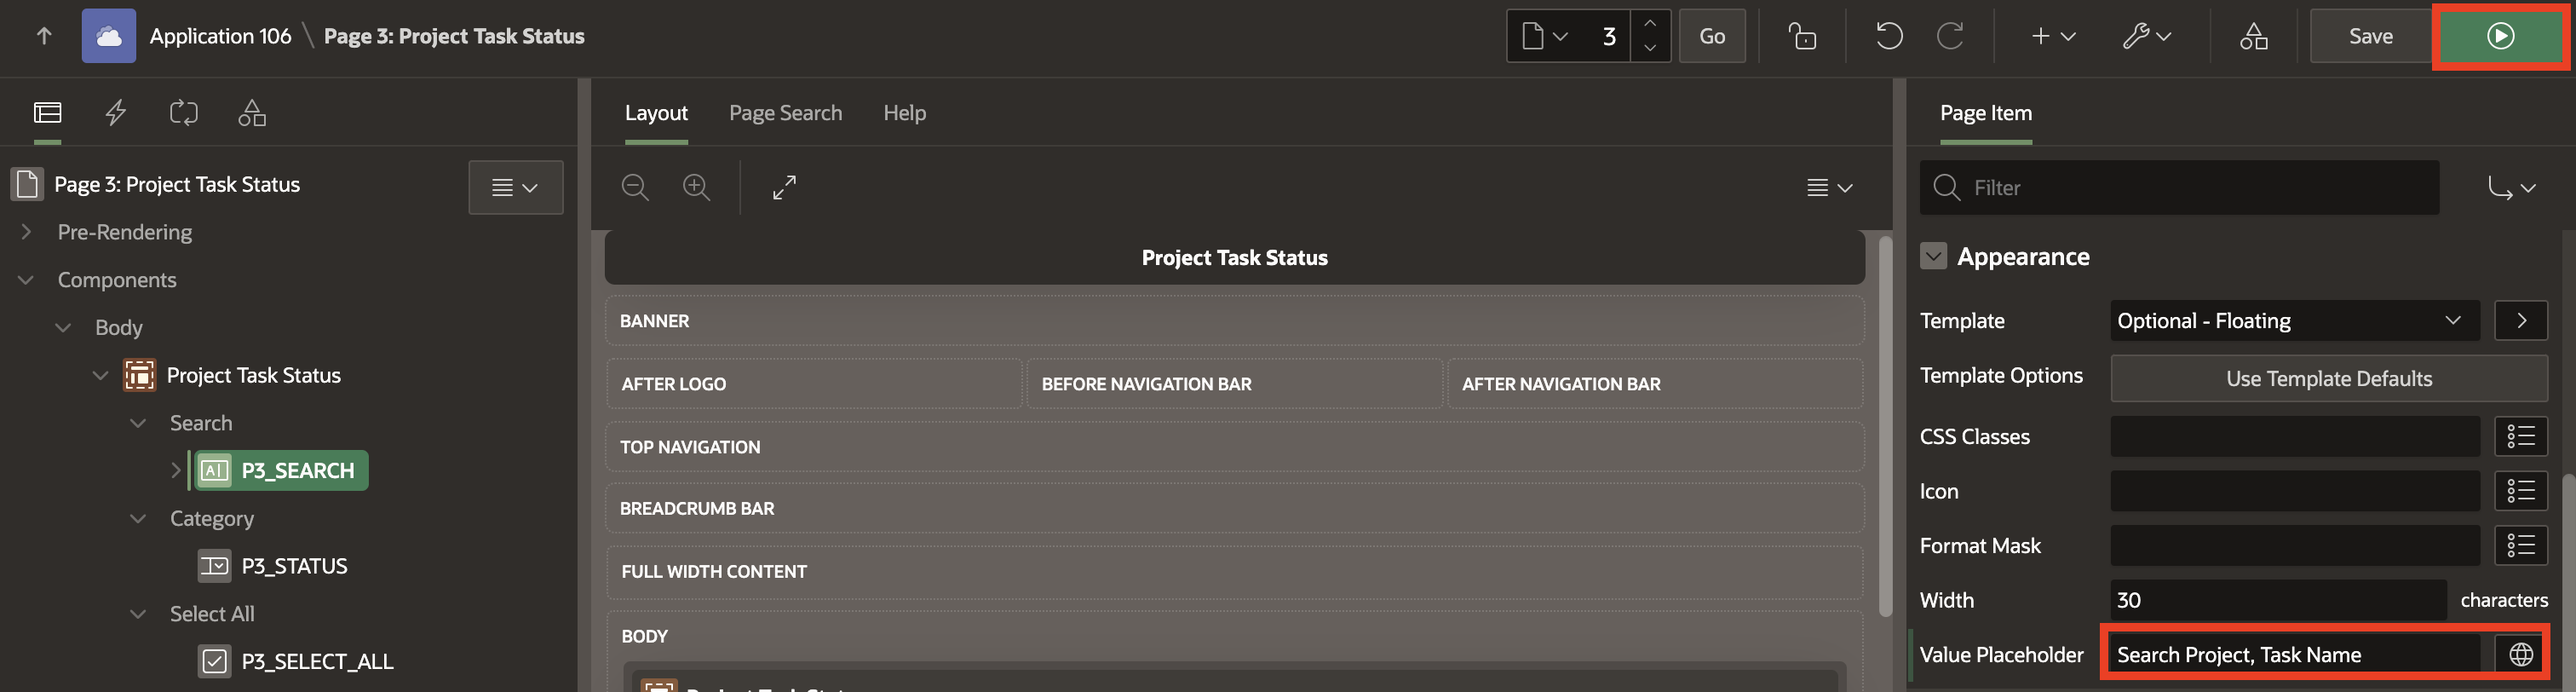 Application 106 \ Page 3: Project Task Status
3
Go
Save
Layout
Page Search
Help
Page Item
Page 3: Project Task Status
Filter
Pre-Rendering
Components
Body
Project Task Status
Search
P3_SEARCH
Category
P3_STATUS
Select All
P3_SELECT_ALL
Project Task Status
BANNER
AFTER LOGO
BEFORE NAVIGATION BAR
AFTER NAVIGATION BAR
TOP NAVIGATION
BREADCRUMB BAR
FULL WIDTH CONTENT
BODY
Appearance
Template
Optional - Floating
Template Options
Use Template Defaults
CSS Classes
Icon
Format Mask
Width
30
characters
Value Placeholder
Search Project, Task Name